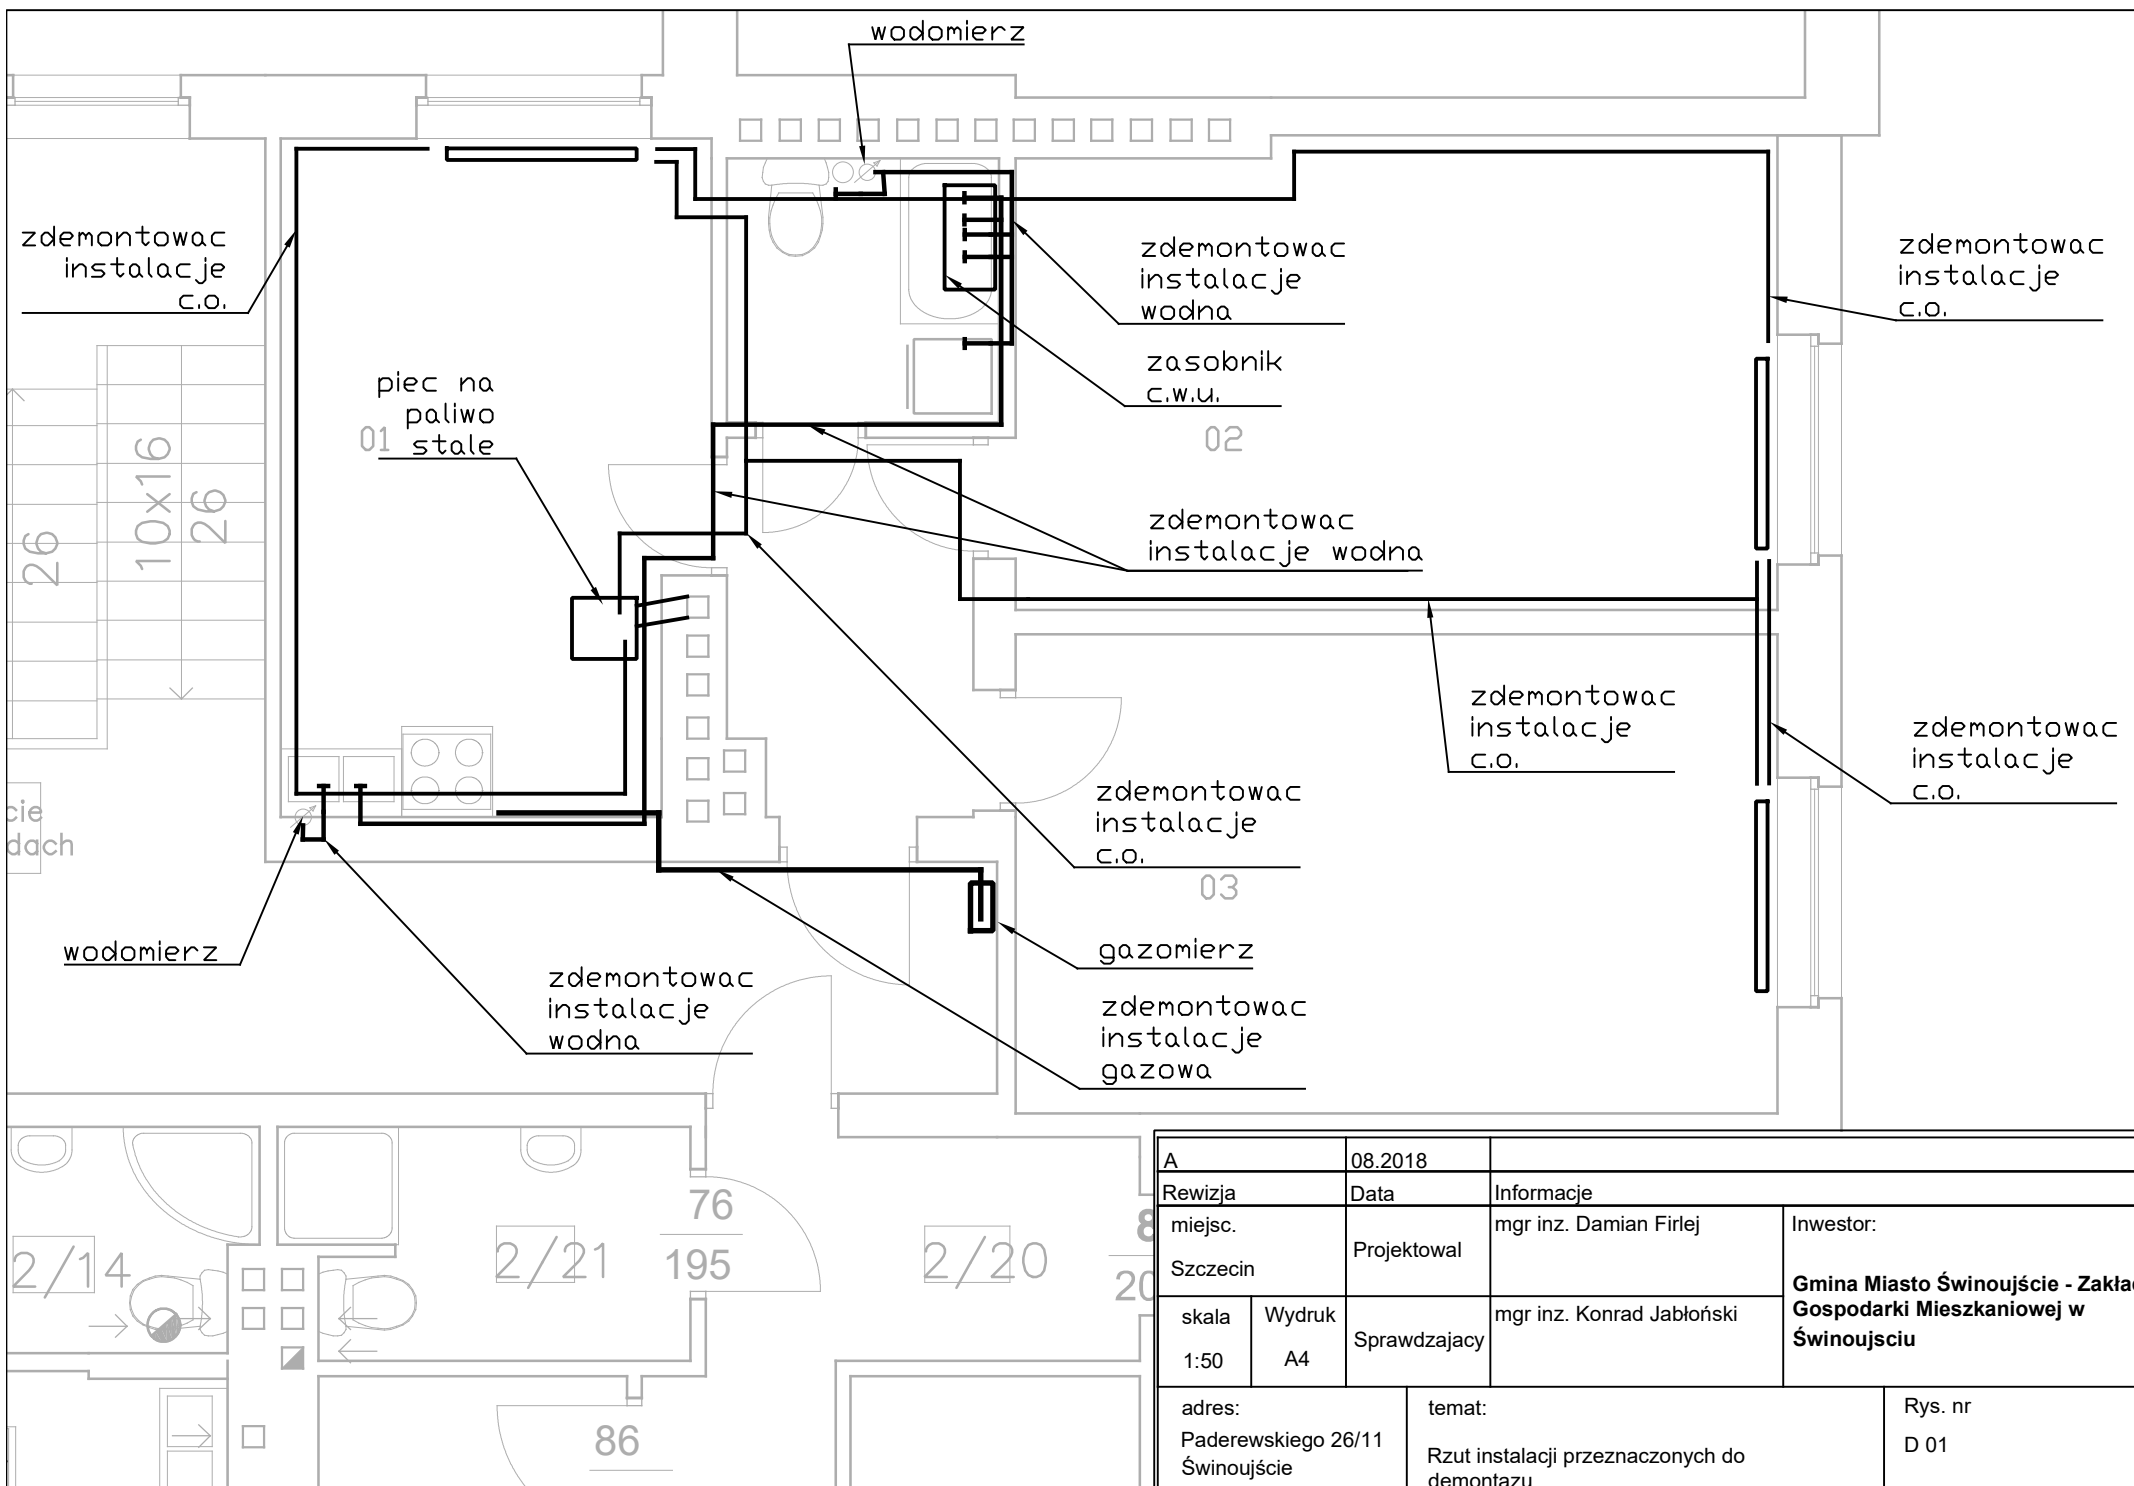 wodomierz
zdemontowac
instalacje
c.o.
zdemontowac
instalacje
wodna
zdemontowac
instalacje
c.o.
zasobnik
c.w.u.
piec na
paliwo
stale
01
02
10x16
26
26
zdemontowac
instalacje wodna
zdemontowac
instalacje
c.o.
zdemontowac
instalacje
c.o.
zdemontowac
instalacje
c.o.
cie
dach
03
wodomierz
gazomierz
zdemontowac
instalacje
wodna
zdemontowac
instalacje
gazowa
2/14
2/21
76
195
2/20
8
20
86
A 08.2018
Rewizja Data Informacje
miejsc.
Szczecin
Projektowal
mgr inz. Damian Firlej
Inwestor:
Gmina Miasto Świnoujście - Zakła
Gospodarki Mieszkaniowej w
Świnoujsciu
skala
1:50
Wydruk
A4
Sprawdzajacy
mgr inz. Konrad Jabłoński
adres:
Paderewskiego 26/11
Świnoujście
temat:
Rzut instalacji przeznaczonych do
demontazu
Rys. nr
D 01